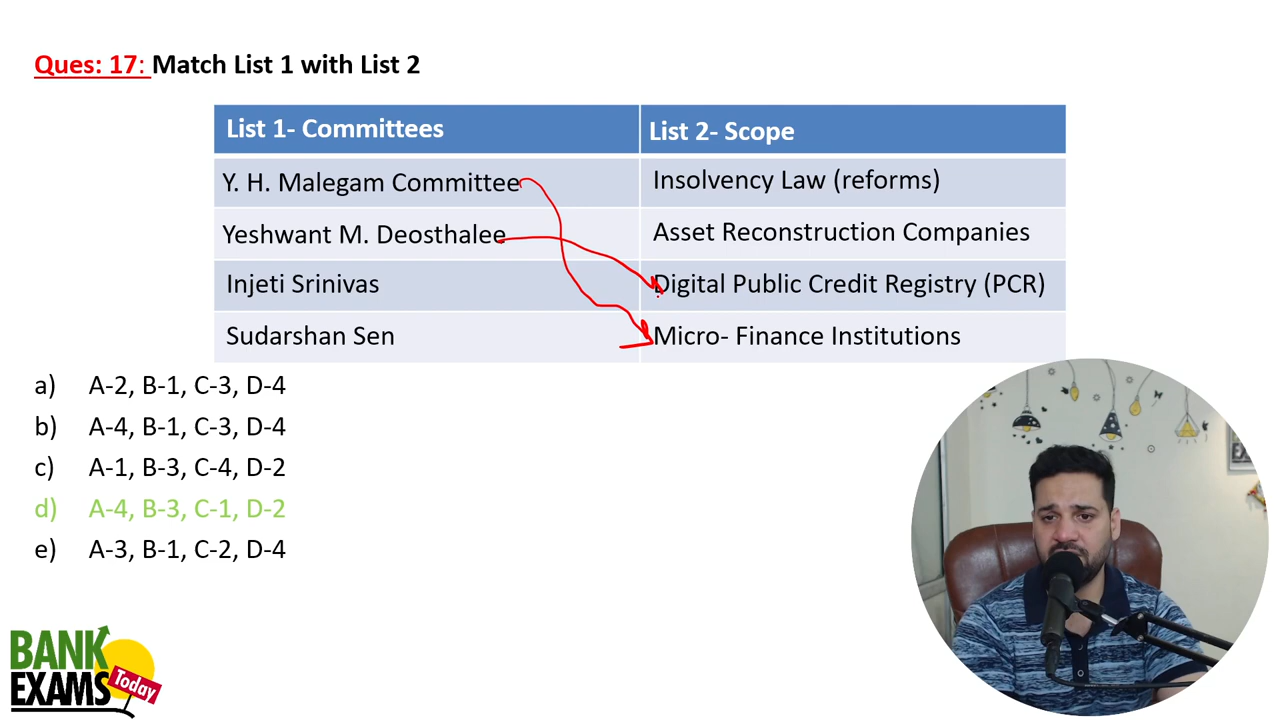 Ques: 17: Match List 1 with List 2
List 1- Committees List 2- Scope
Y. H. Malegam Committee Insolvency Law (reforms)
Yeshwant M. Deosthalee Asset Reconstruction Companies
Injeti Srinivas Digital Public Credit Registry (PCR)
Sudarshan Sen Micro- Finance Institutions
a) A-2, B-1, C-3, D-4
b) A-4, B-1, C-3, D-4
c) A-1, B-3, C-4, D-2
d) A-4, B-3, C-1, D-2
e) A-3, B-1, C-2, D-4
BANK
EXAMS
Today